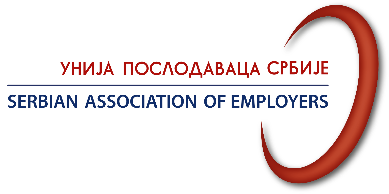 УНИЈА ПОСЛОДАВАЦА СРБИЈЕ
SERBIAN ASSOCIATION OF EMPLOYERS